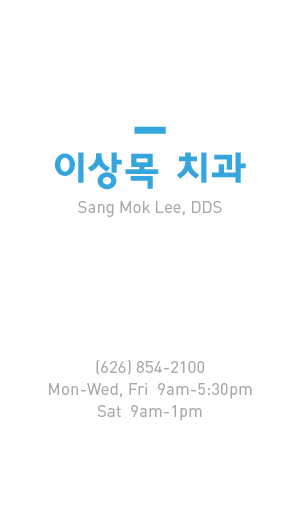 이상목 치과
Sang Mok Lee, DDS
(626) 854-2100
Mon-Wed, Fri 9am-5:30pm
Sat 9am-1pm